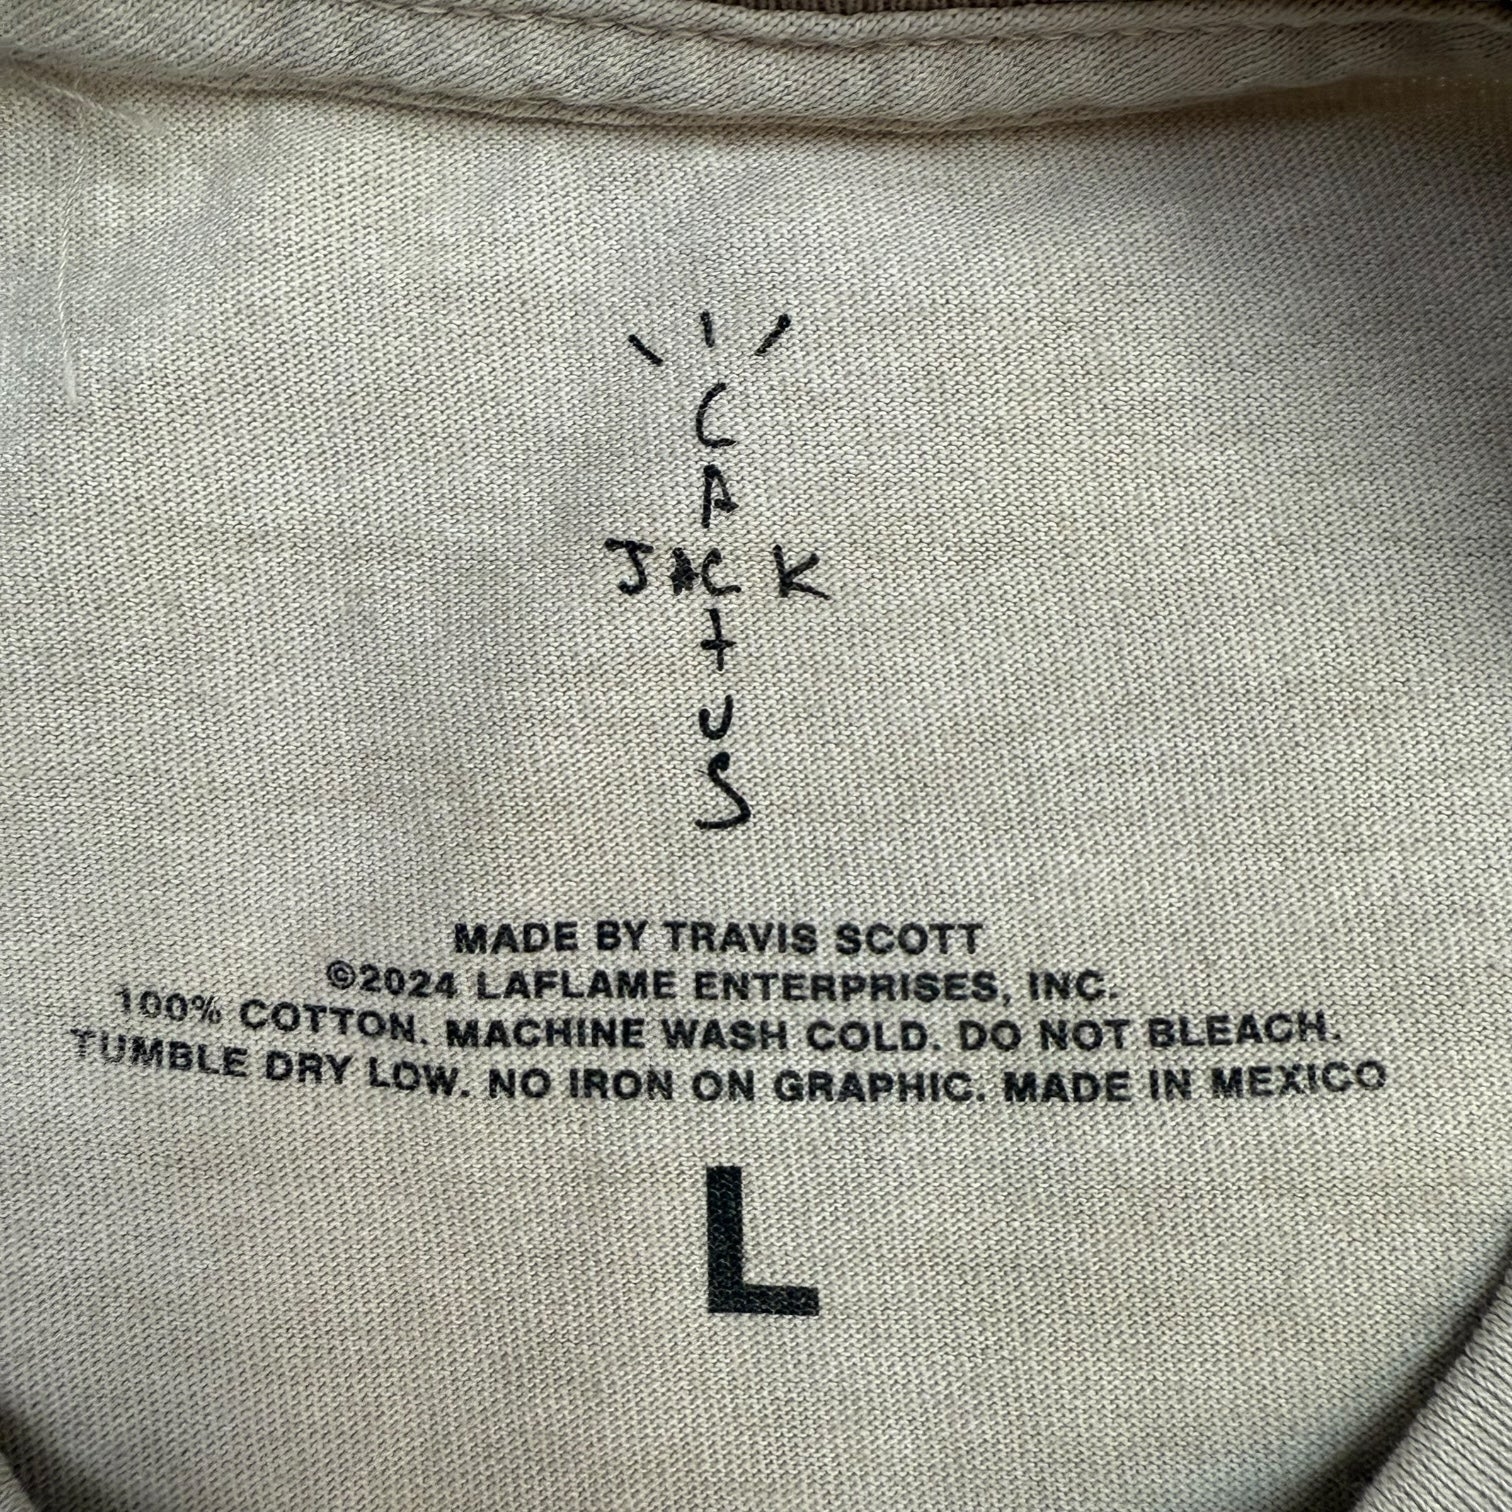 C
A
JACK
T
U
S
MADE BY TRAVIS SCOTT
©2024 LAFLAME ENTERPRISES, INC.
100% COTTON. MACHINE WASH COLD. DO NOT BLEACH.
TUMBLE DRY LOW. NO IRON ON GRAPHIC. MADE IN MEXICO
L